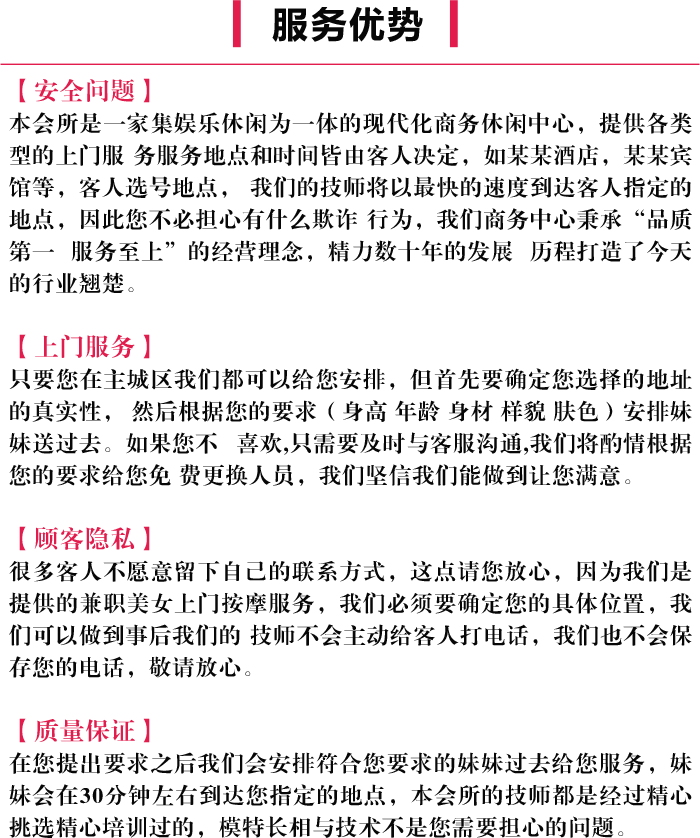 服务优势
【安全问题】
本会所是一家集娱乐休闲为一体的现代化商务休闲中心，提供各类
型的上门服 务服务地点和时间皆由客人决定，如某某酒店，某某宾
馆等，客人选号地点， 我们的技师将以最快的速度到达客人指定的
地点，因此您不必担心有什么欺诈 行为，我们商务中心秉承“品质
第一 服务至上”的经营理念，精力数十年的发展 历程打造了今天
的行业翘楚。
【上门服务】
只要您在主城区我们都可以给您安排，但首先要确定您选择的地址
的真实性， 然后根据您的要求（身高 年龄 身材 样貌 肤色）安排妹
妹送过去。如果您不 喜欢,只需要及时与客服沟通,我们将酌情根据
您的要求给您免 费更换人员，我们坚信我们能做到让您满意。
【顾客隐私】
很多客人不愿意留下自己的联系方式，这点请您放心，因为我们是
提供的兼职美女上门按摩服务，我们必须要确定您的具体位置，我
们可以做到事后我们的 技师不会主动给客人打电话，我们也不会保
存您的电话，敬请放心。
【质量保证】
在您提出要求之后我们会安排符合您要求的妹妹过去给您服务，妹
妹会在30分钟左右到达您指定的地点，本会所的技师都是经过精心
挑选精心培训过的，模特长相与技术不是您需要担心的问题。